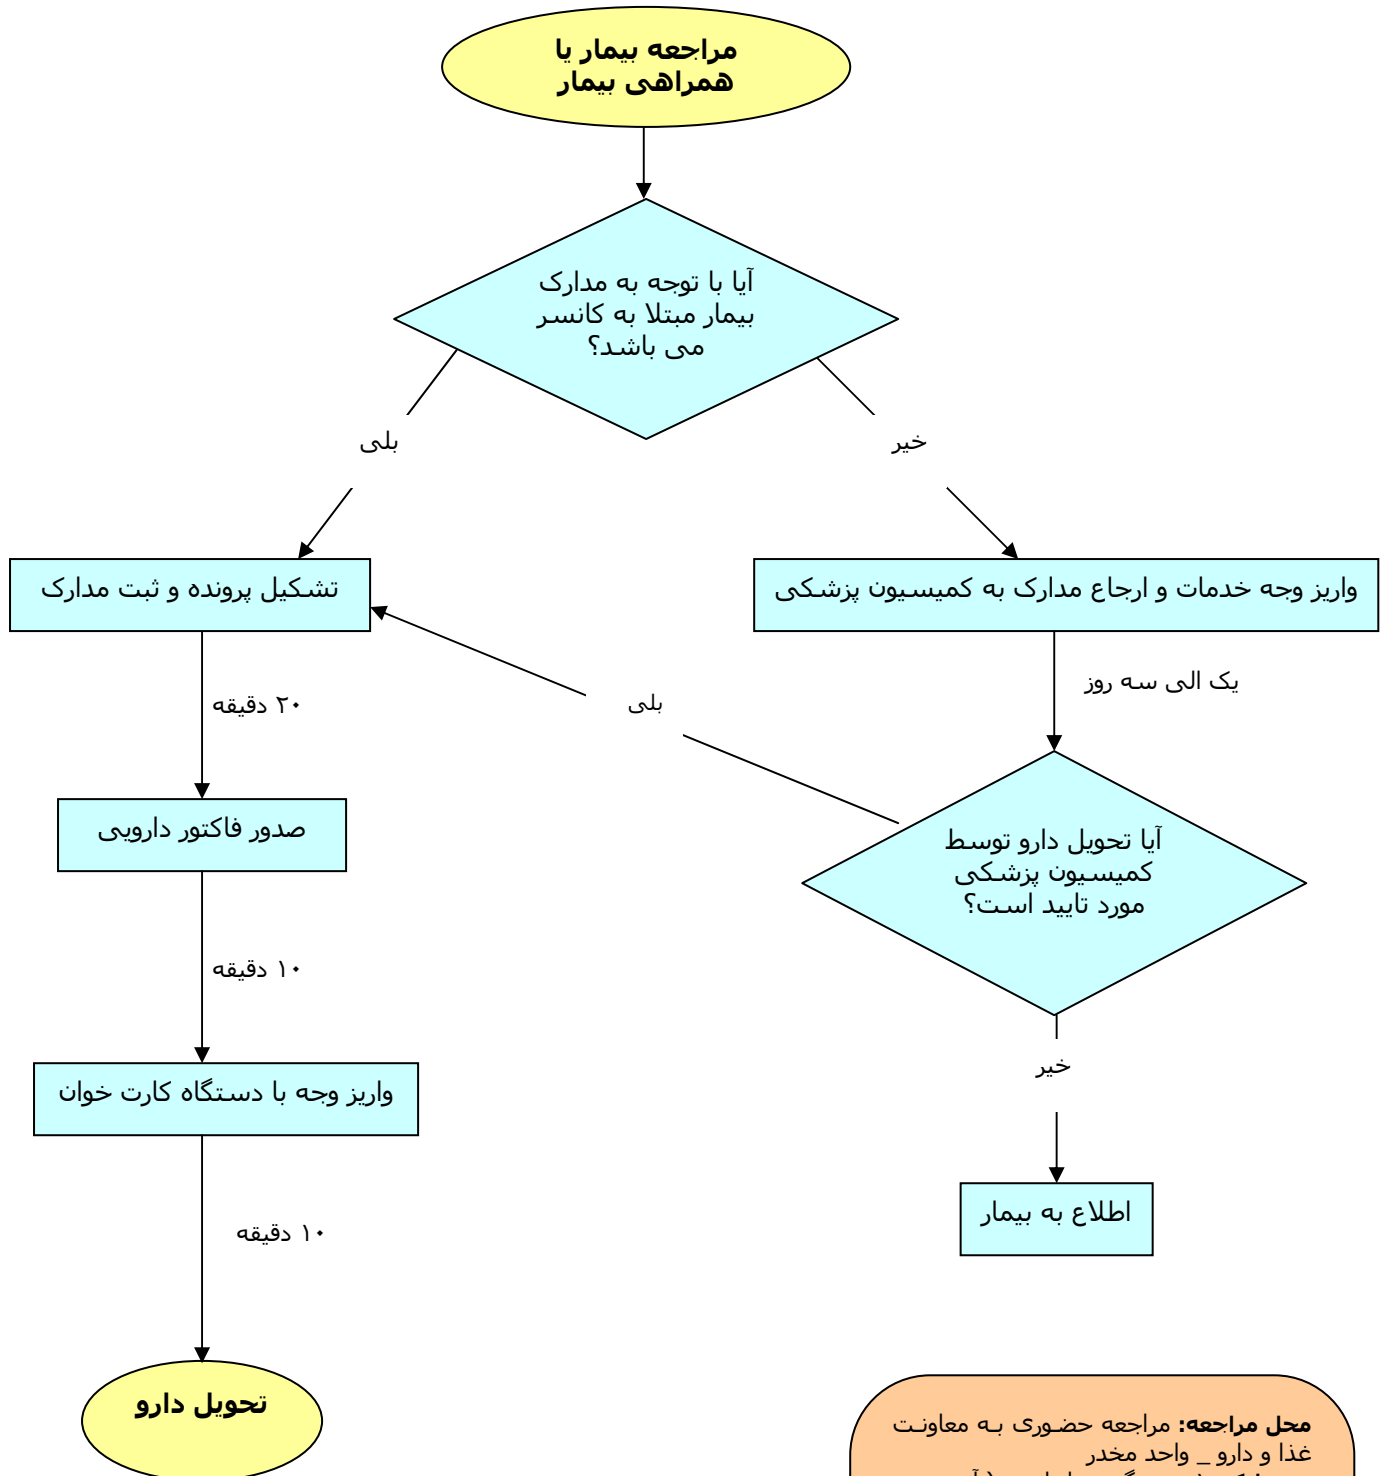 مراجعه بیمار یا
همراهی بیمار
آیا با توجه به مدارک
بیمار مبتلا به کانسر
می باشد؟
بلی
خیر
تشکیل پرونده و ثبت مدارک
واریز وجه خدمات و ارجاع مدارک به کمیسیون پزشکی
یک الی سه روز
۲۰ دقیقه
بلی
صدور فاکتور دارویی
آیا تحویل دارو توسط
کمیسیون پزشکی
مورد تایید است؟
۱۰ دقیقه
خیر
واریز وجه با دستگاه کارت خوان
اطلاع به بیمار
۱۰ دقیقه
تحویل دارو
محل مراجعه: مراجعه حضوری به معاونت
غذا و دارو _ واحد مخدر